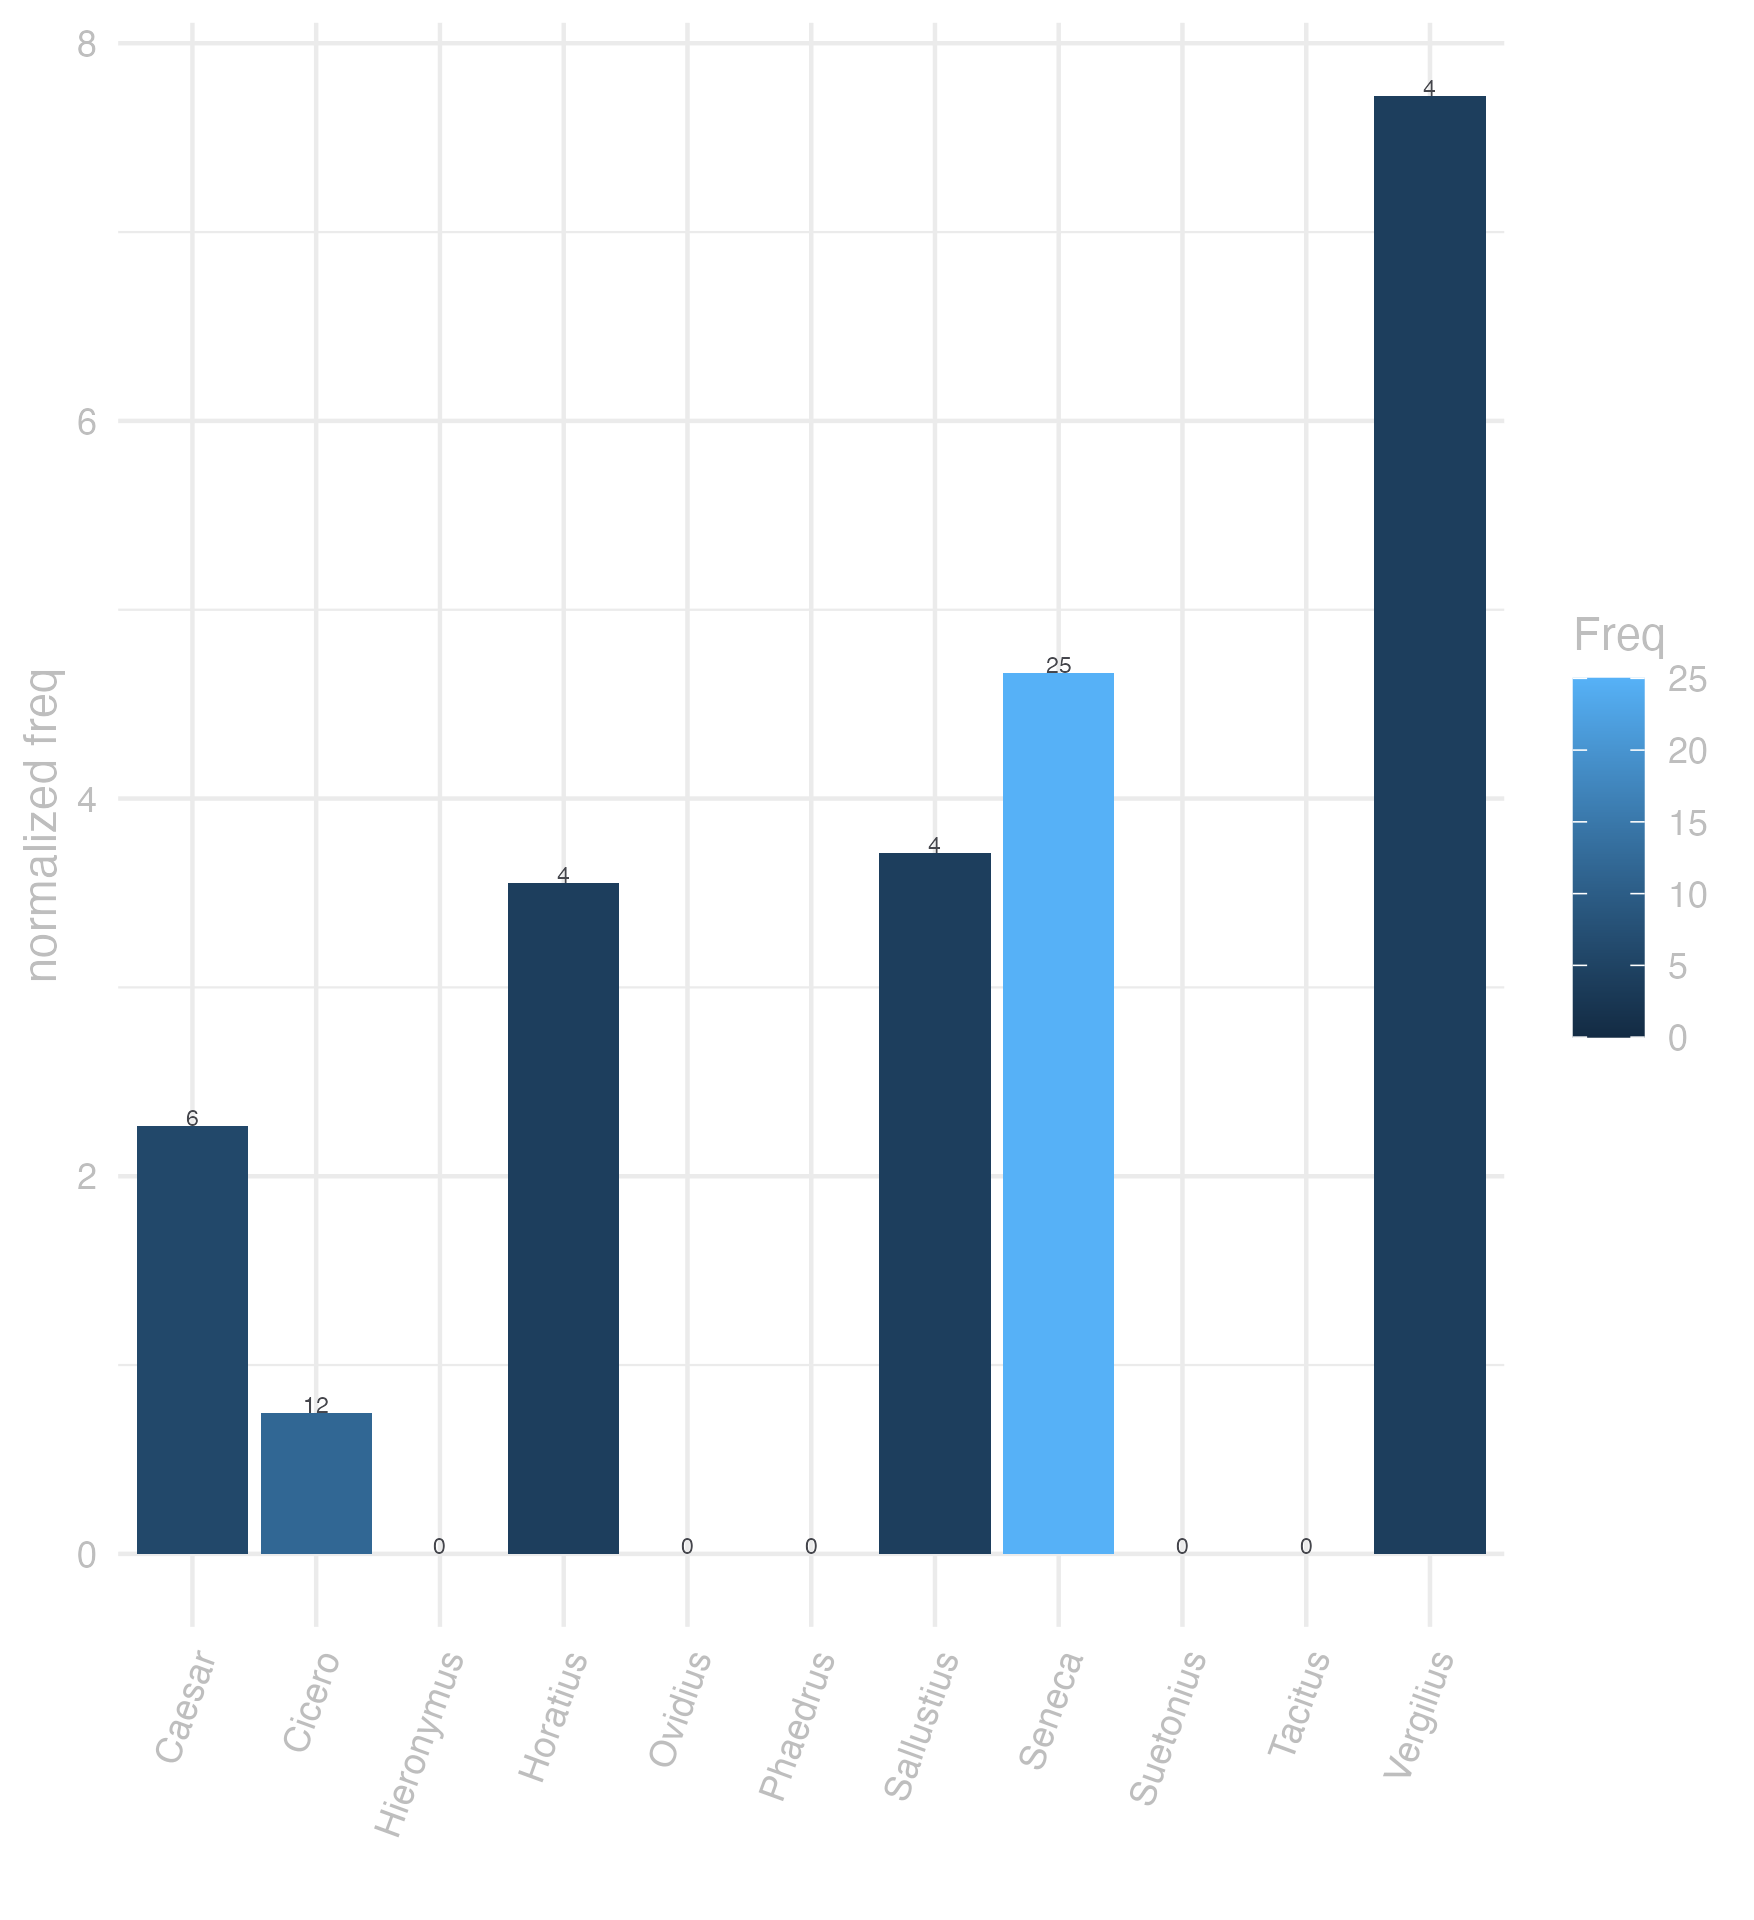 8
6
4
2
0
normalized freq
4
25
4
4
6
12
0
0
0
0
0
Caesar
Cicero
Hieronymus
Horatius
Ovidius
Phaedrus
Sallustius
Seneca
Suetonius
Tacitus
Vergilius
Freq
25
20
15
10
5
0